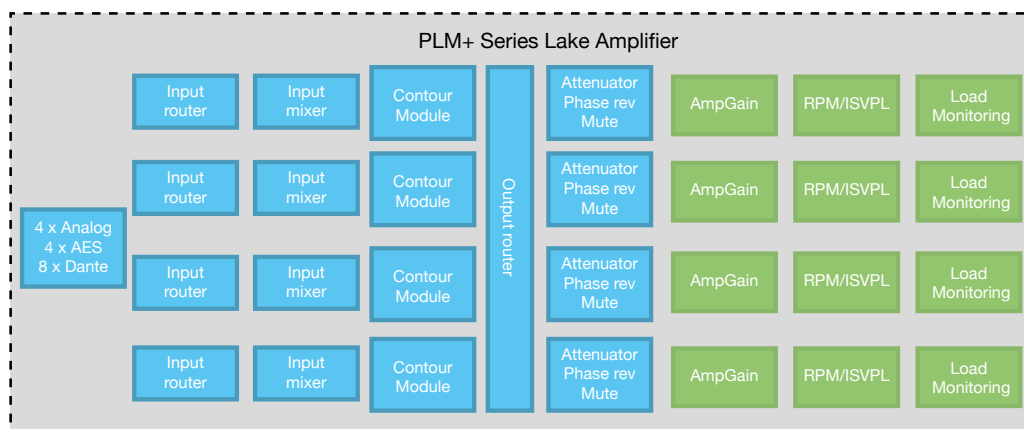 PLM+ Series Lake Amplifier
4 x Analog
4 x AES
8 x Dante
Input
router
Input
mixer
Contour
Module
Output router
Attenuator
Phase rev
Mute
AmpGain
RPM/ISVPL
Load
Monitoring
Input
router
Input
mixer
Contour
Module
Attenuator
Phase rev
Mute
AmpGain
RPM/ISVPL
Load
Monitoring
Input
router
Input
mixer
Contour
Module
Attenuator
Phase rev
Mute
AmpGain
RPM/ISVPL
Load
Monitoring
Input
router
Input
mixer
Contour
Module
Attenuator
Phase rev
Mute
AmpGain
RPM/ISVPL
Load
Monitoring